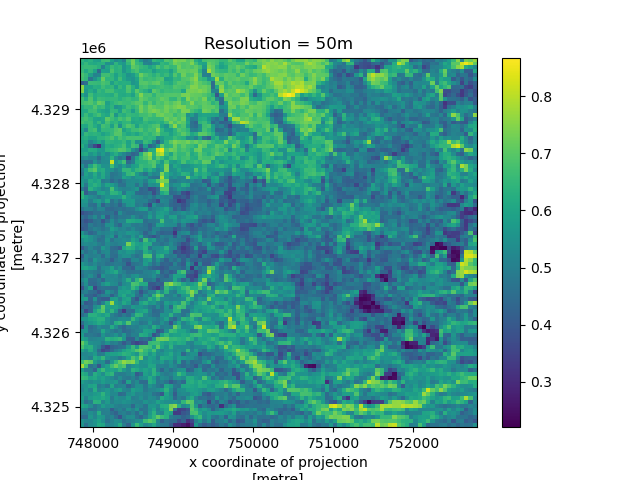 Resolution = 50m
1e6
4.329
4.328
4.327
4.326
4.325
748000 749000 750000 751000 752000
x coordinate of projection
[metre]
y coordinate of projection
[metre]
0.8
0.7
0.6
0.5
0.4
0.3